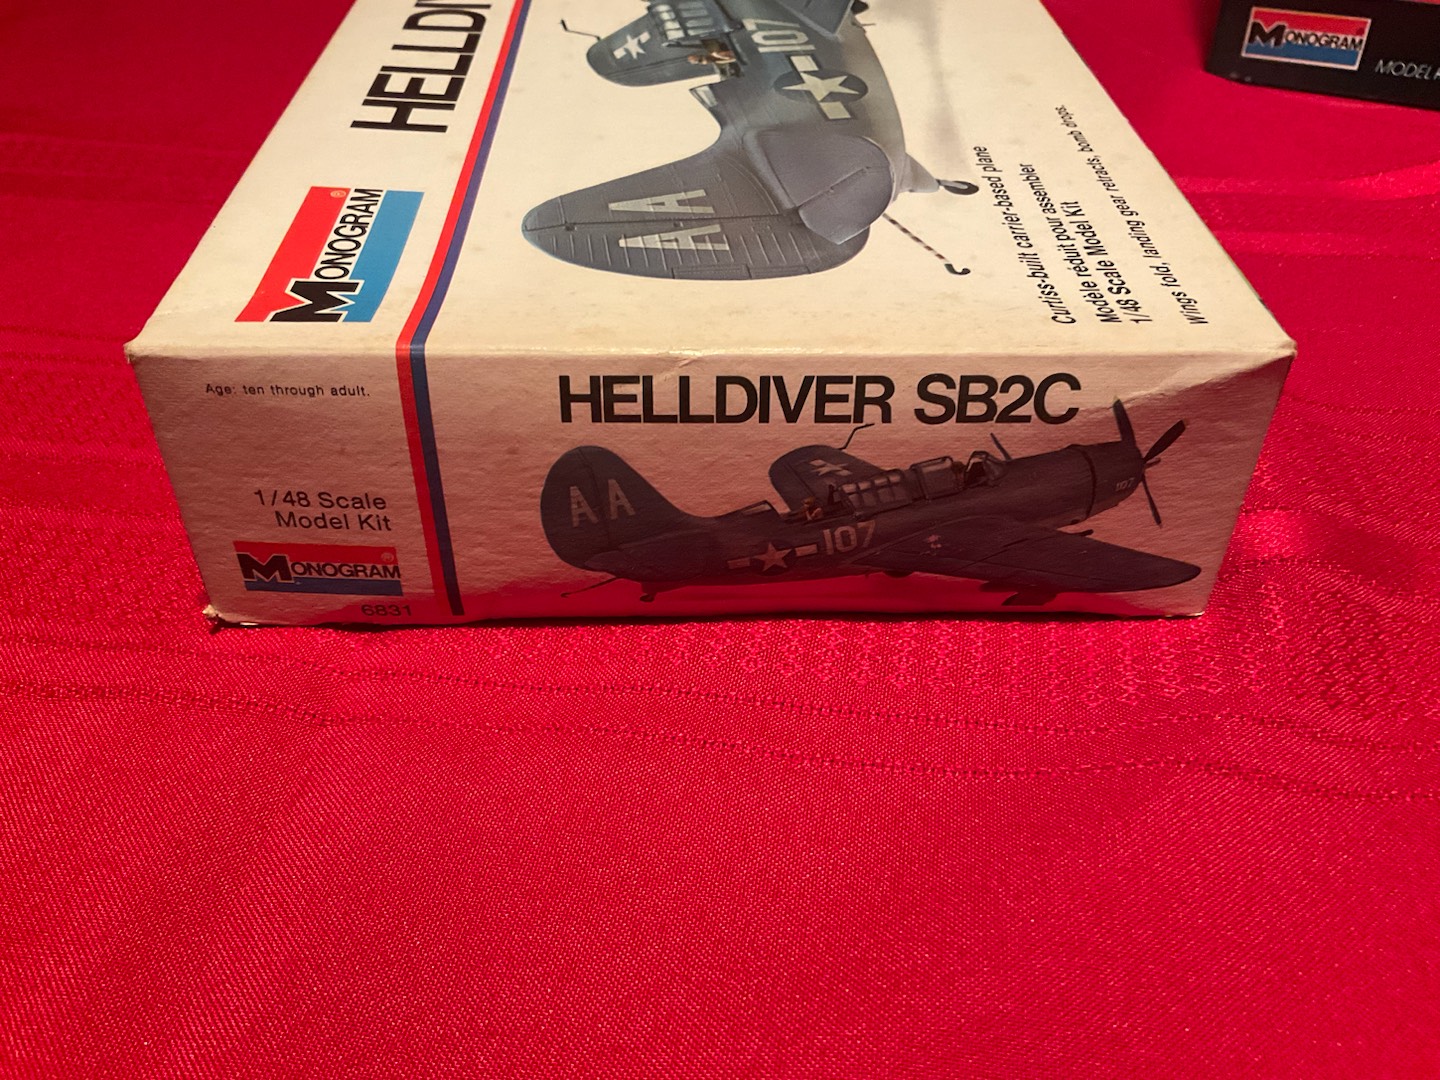 HELLDI
MONOGRAM®
107
AA
Curtiss-built carrier-based plane
Modèle réduit pour assembler
1/48 Scale Model Kit
Wings fold, landing gear retracts, bomb drops.
Age: ten through adult.
HELLDIVER SB2C
1/48 Scale
Model Kit
MONOGRAM®
6831
AA
107
107
MONOGRAM
MODEL